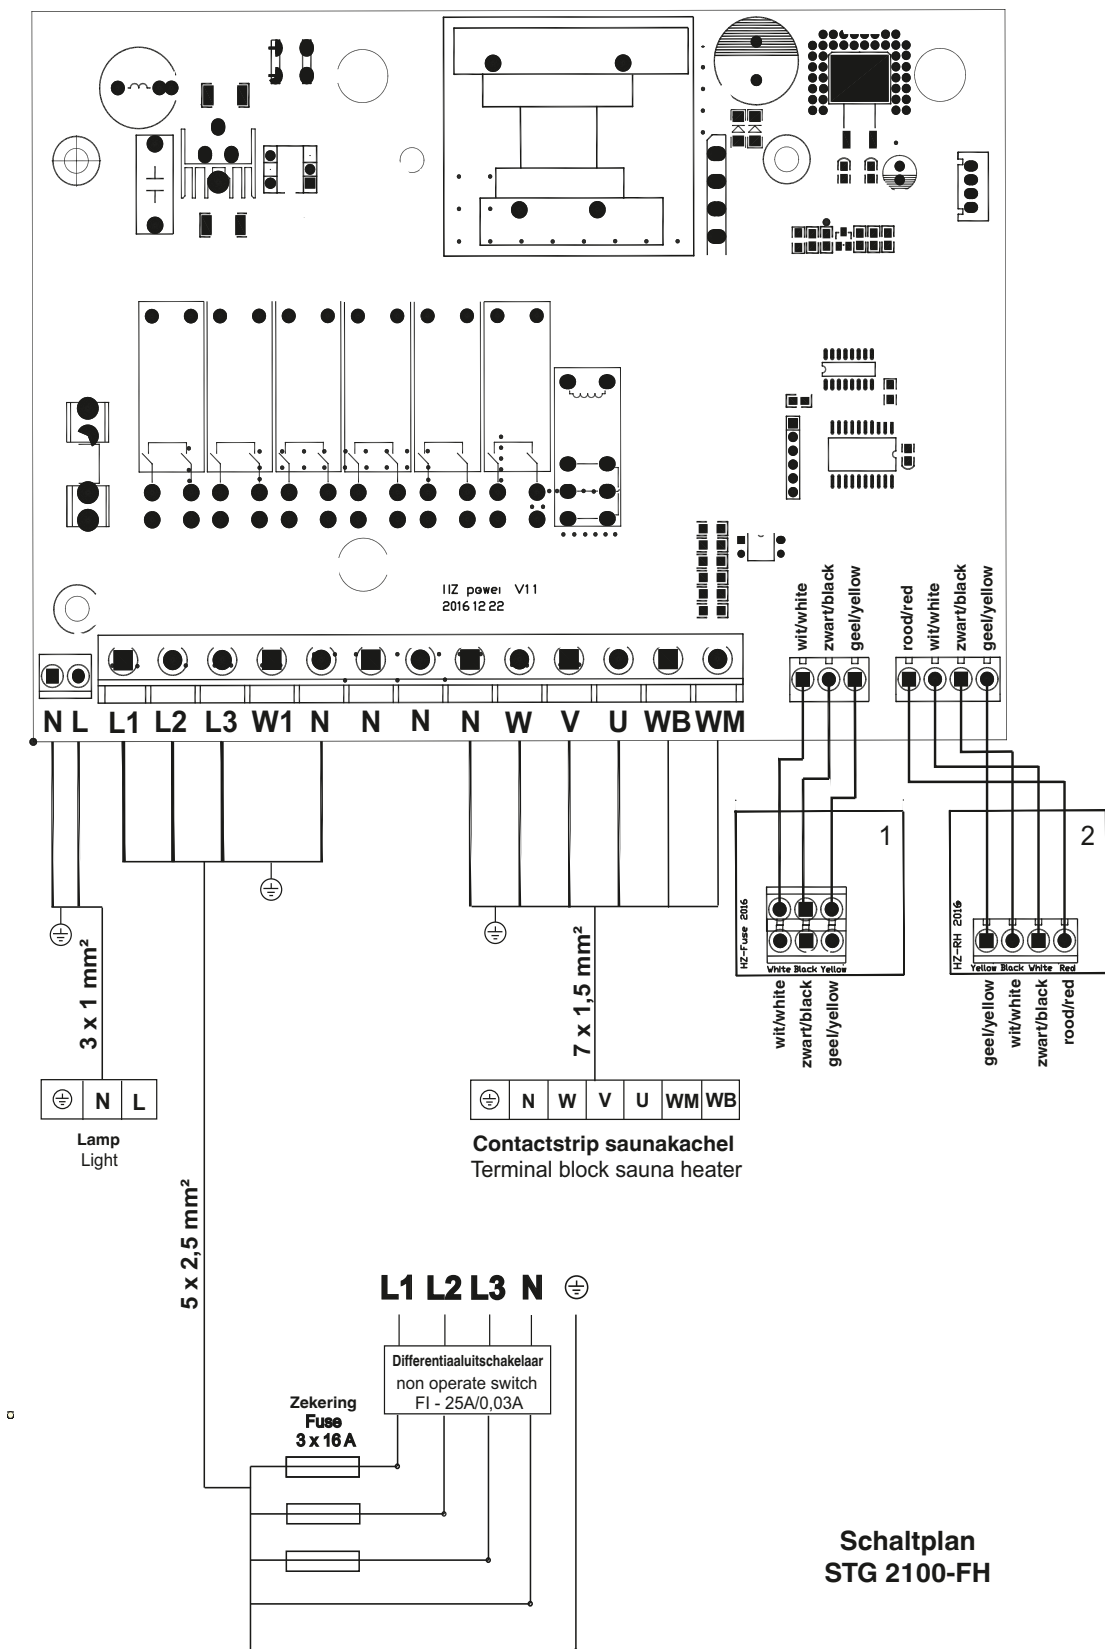 IIZ power V11
2016 12 22
wit/white
zwart/black
geel/yellow
rood/red
wit/white
zwart/black
geel/yellow
N L L1 L2 L3 W1 N N N N W V U WB WM
1
2
HZ-Fuse 2016
White Black Yellow
HZ-RH 2016
Yellow Black White Red
wit/white
zwart/black
geel/yellow
geel/yellow
wit/white
zwart/black
rood/red
3 x 1 mm²
7 x 1,5 mm²
N L
Lamp
Light
N W V U WM WB
Contactstrip saunakachel
Terminal block sauna heater
5 x 2,5 mm²
L1 L2 L3 N
Differentiaaluitschakelaar
non operate switch
FI - 25A/0,03A
Zekering
Fuse
3 x 16 A
Schaltplan
STG 2100-FH